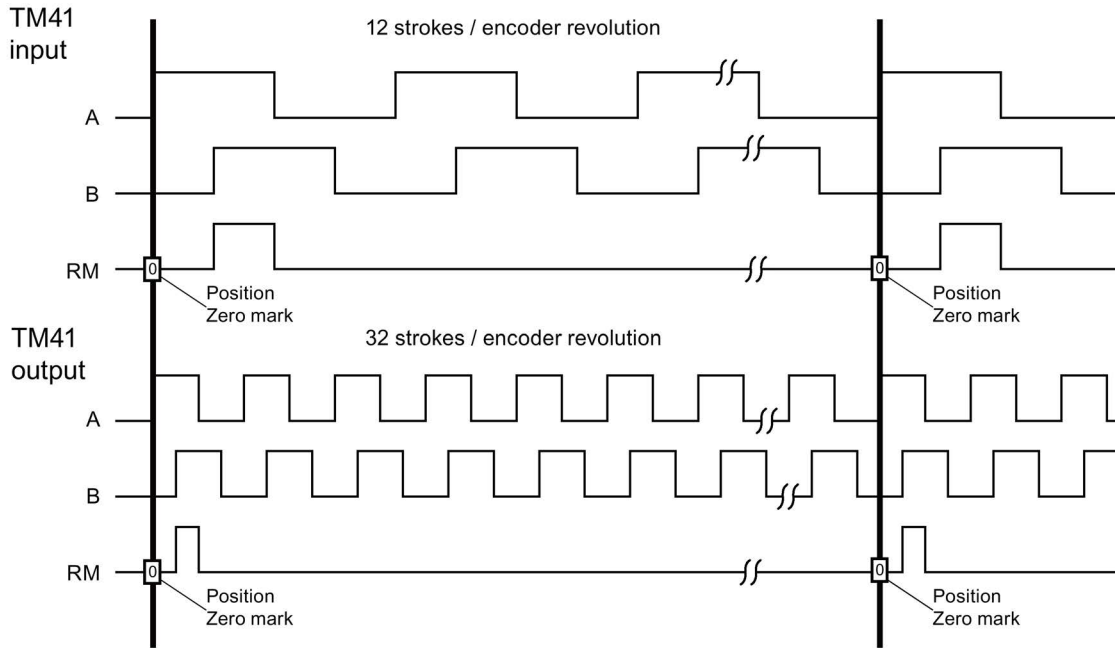 TM41
input
12 strokes / encoder revolution
A
B
RM
0
0
Position
Zero mark
Position
Zero mark
TM41
output
32 strokes / encoder revolution
A
B
RM
0
0
Position
Zero mark
Position
Zero mark